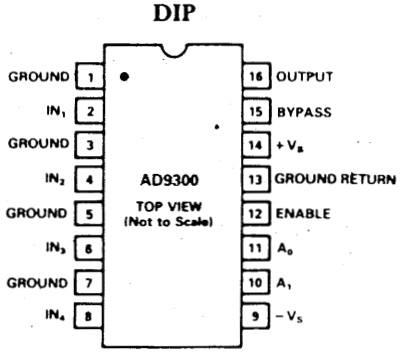 DIP
GROUND 1
IN₁ 2
GROUND 3
IN₂ 4
GROUND 5
IN₃ 6
GROUND 7
IN₄ 8
AD9300
TOP VIEW
(Not to Scale)
16 OUTPUT
15 BYPASS
14 +Vₛ
13 GROUND RETURN
12 ENABLE
11 A₀
10 A₁
9 −Vₛ